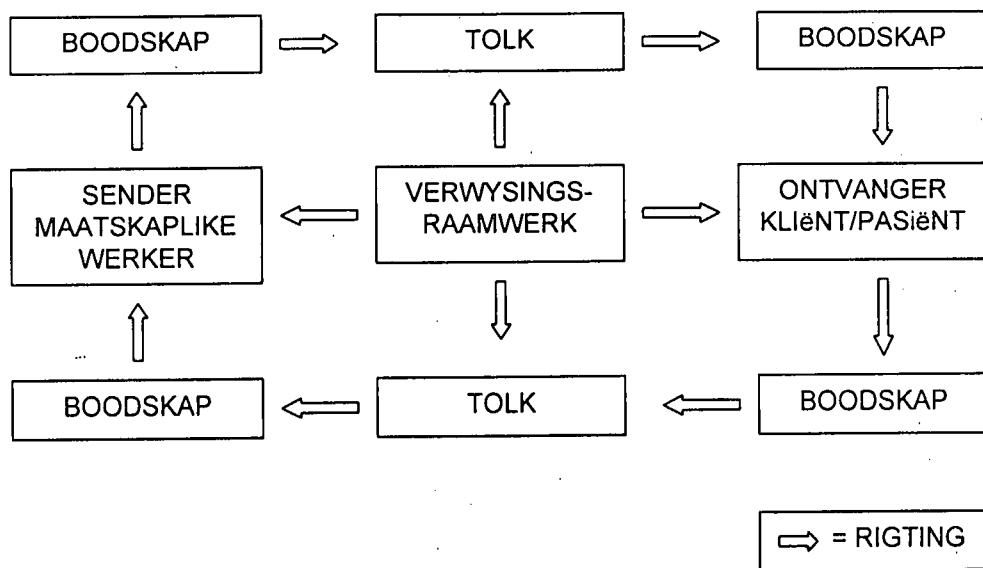 BOODSKAP
TOLK
BOODSKAP
SENDER
MAATSKAPLIKE
WERKER
VERWYSINGS-
RAAMWERK
ONTVANGER
KLIëNT/PASiëNT
BOODSKAP
TOLK
BOODSKAP
= RIGTING